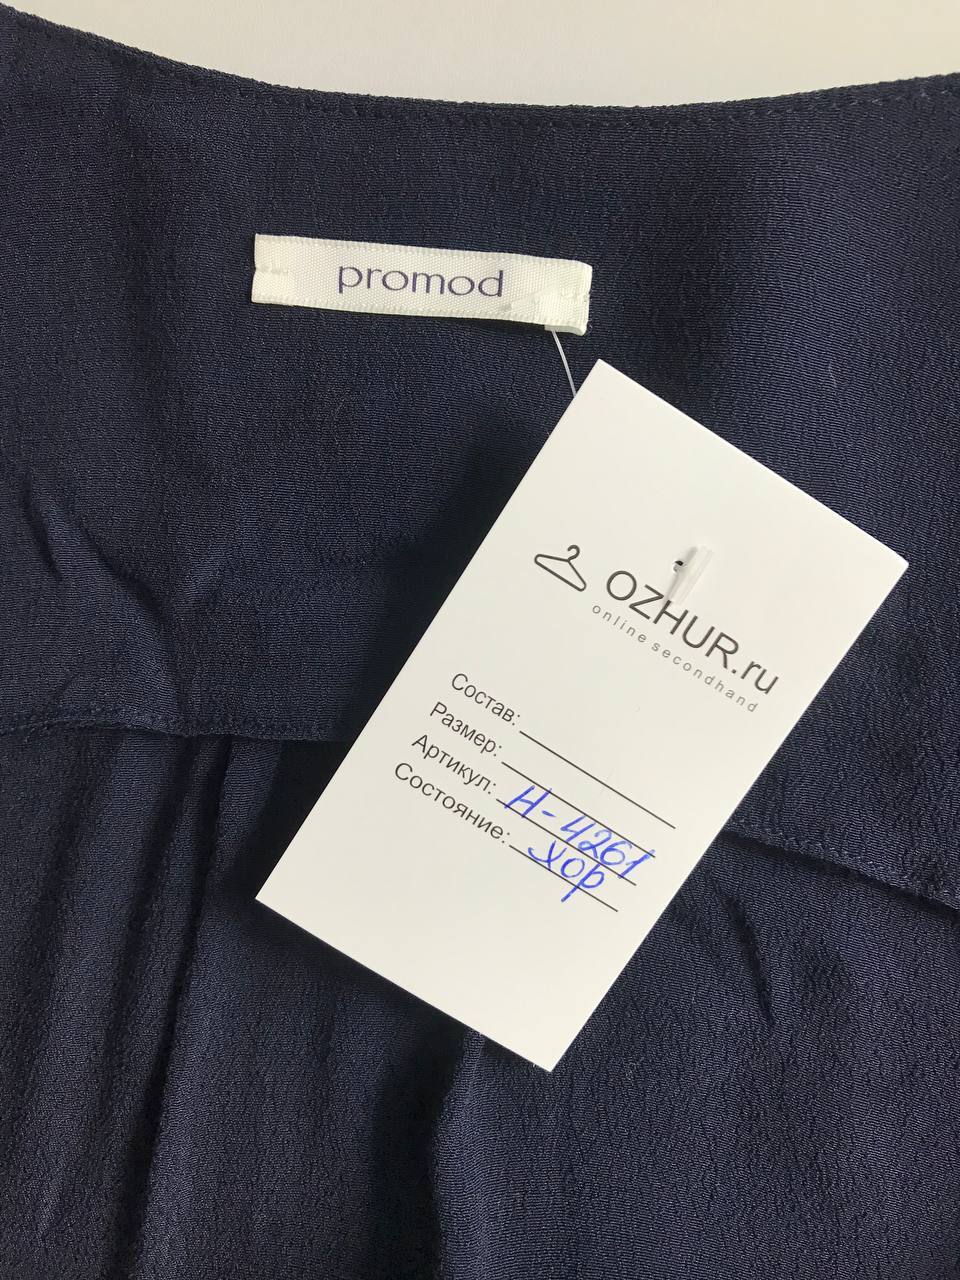 promod
OZHUR.ru
online secondhand
Состав:
Размер:
Артикул: Н-4261
Состояние: хор